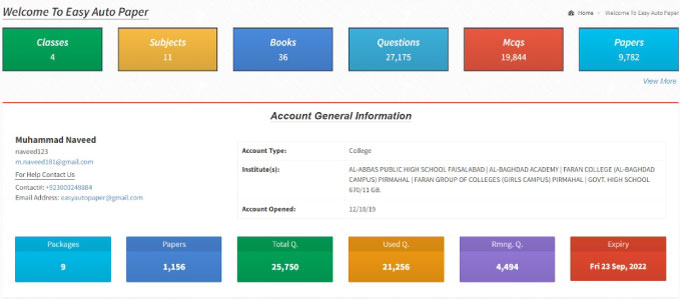 Welcome To Easy Auto Paper
Home - Welcome To Easy Auto Paper
Classes Subjects Books Questions Mcqs Papers
4 11 36 27,175 19,844 9,782
View More
Account General Information
Muhammad Naveed
naveed123
m.naveed181@gmail.com
For Help Contact Us
Contact#: +923003248884
Email Address: easyautopaper@gmail.com
Account Type: College
Institute(s): AL-ABBAS PUBLIC HIGH SCHOOL FAISALABAD | AL-BAGHDAD ACADEMY | FARAN COLLEGE (AL-BAGHDAD
CAMPUS) PIRMAHAL | FARAN GROUP OF COLLEGES (GIRLS CAMPUS) PIRMAHAL | GOVT. HIGH SCHOOL
670/11 GB.
Account Opened: 12/10/19
Packages Papers Total Q. Used Q. Rmng. Q. Expiry
9 1,156 25,750 21,256 4,494 Fri 23 Sep, 2022